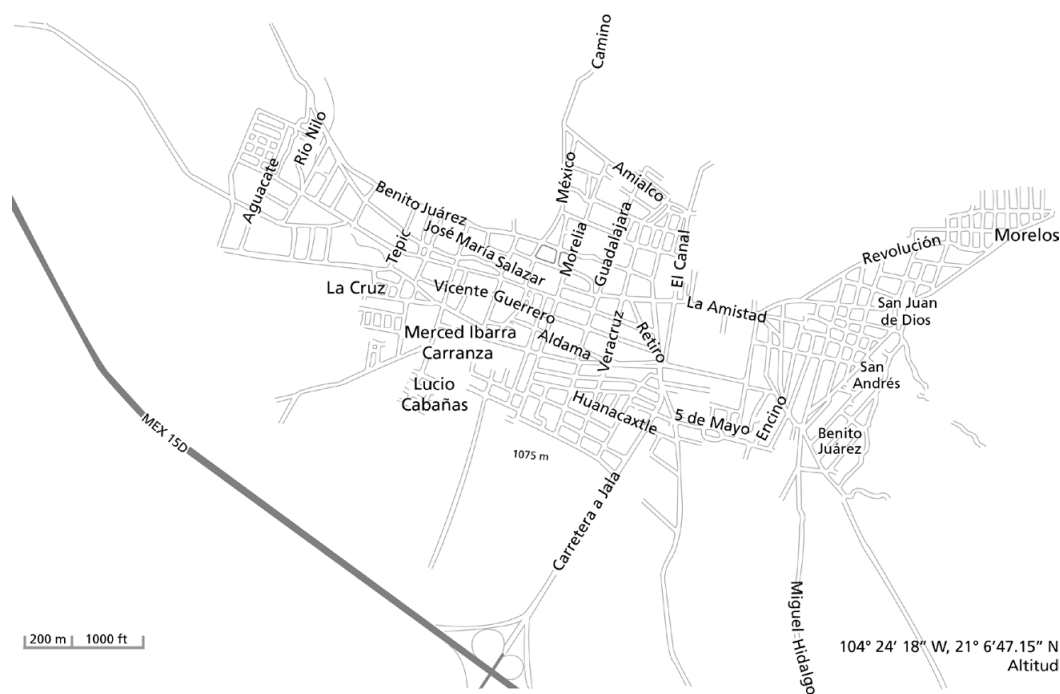 Camino
Río Nilo
Aguacate
México
Amialco
Benito Juárez
José María Salazar
Tepic
Morelia
Guadalajara
El Canal
Revolución
Morelos
La Cruz
Vicente Guerrero
La Amistad
San Juan
de Dios
Merced Ibarra
Carranza
Aldama
Veracruz
Retiro
San
Andrés
Lucio
Cabañas
Huanacaxtle
5 de Mayo
Encino
Benito
Juárez
MEX 15D
1075 m
Carretera a Jala
Miguel Hidalgo
200 m
1000 ft
104° 24’ 18” W, 21° 6’47.15” N
Altitud